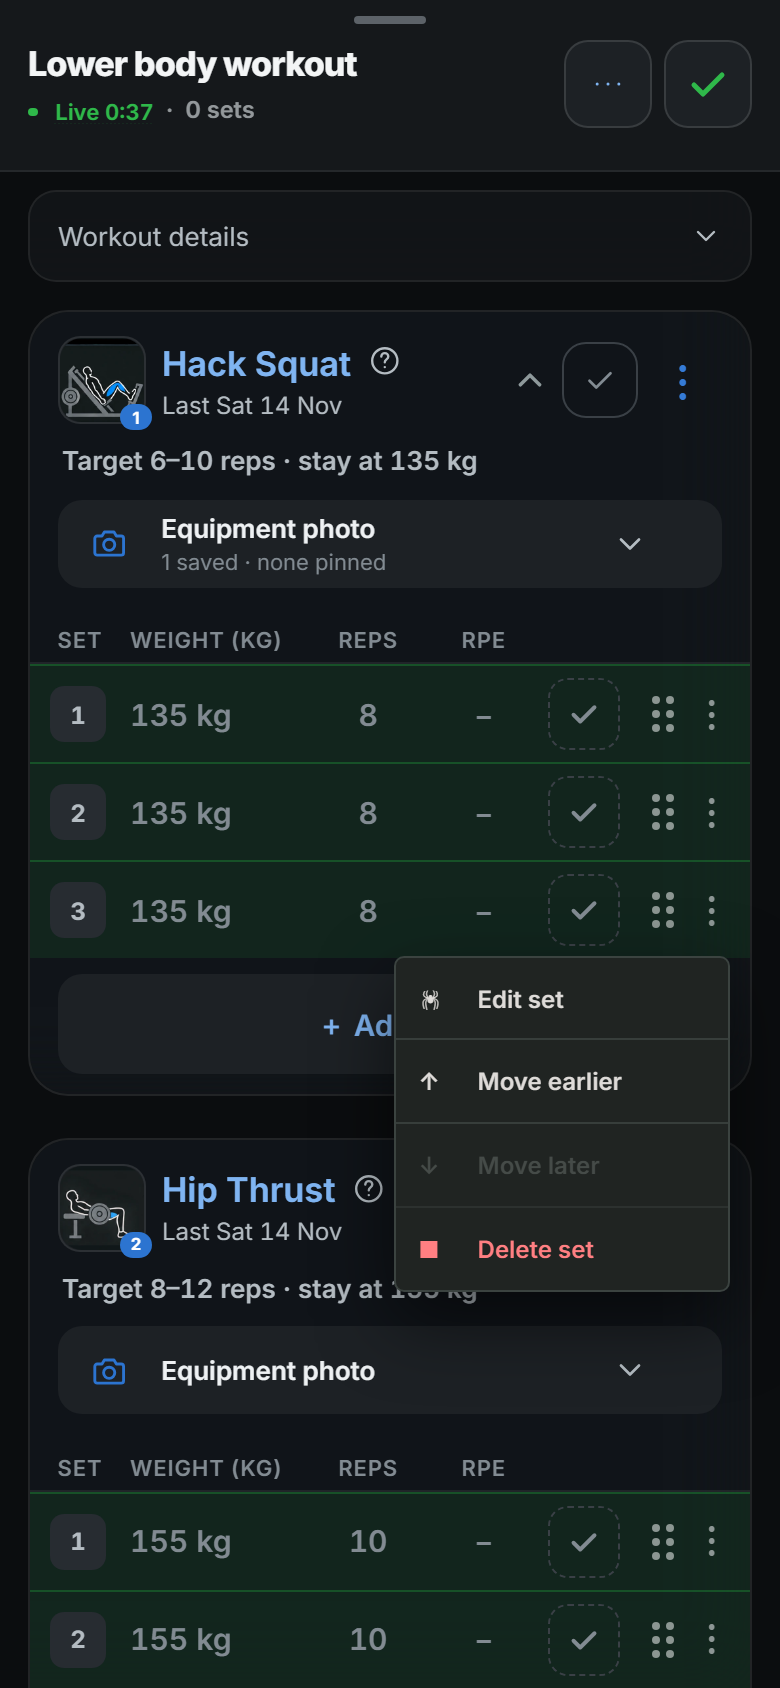 Lower body workout
Live 0:37 · 0 sets
Workout details
Hack Squat
1
Last Sat 14 Nov
Target 6–10 reps · stay at 135 kg
Equipment photo
1 saved · none pinned
SET WEIGHT (KG) REPS RPE
1 135 kg 8 –
2 135 kg 8 –
3 135 kg 8 –
+ Ad
Edit set
Move earlier
Move later
Delete set
Hip Thrust
2
Last Sat 14 Nov
Target 8–12 reps · stay at
Equipment photo
SET WEIGHT (KG) REPS RPE
1 155 kg 10 –
2 155 kg 10 –